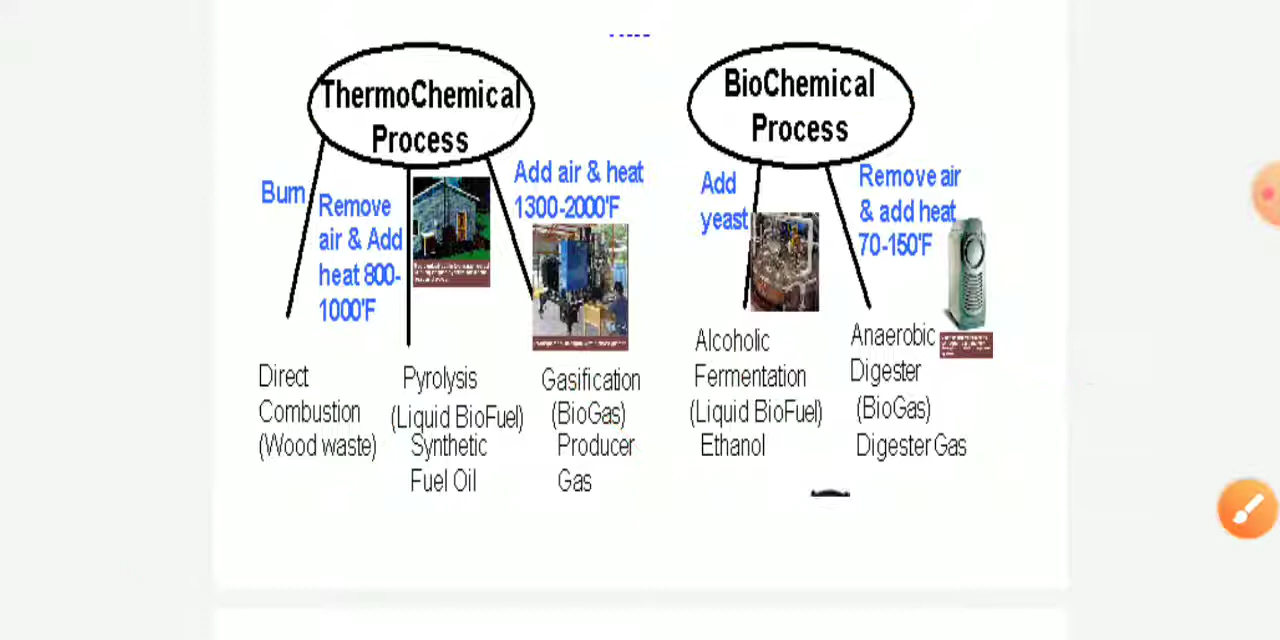 ThermoChemical
Process
Burn
Remove
air & Add
heat 800-
1000'F
Add air & heat
1300-2000'F
Direct
Combustion
(Wood waste)
Pyrolysis
(Liquid BioFuel)
Synthetic
Fuel Oil
Gasification
(BioGas)
Producer
Gas
BioChemical
Process
Add
yeast
Remove air
& add heat
70-150'F
Alcoholic
Fermentation
(Liquid BioFuel)
Ethanol
Anaerobic
Digester
(BioGas)
Digester Gas